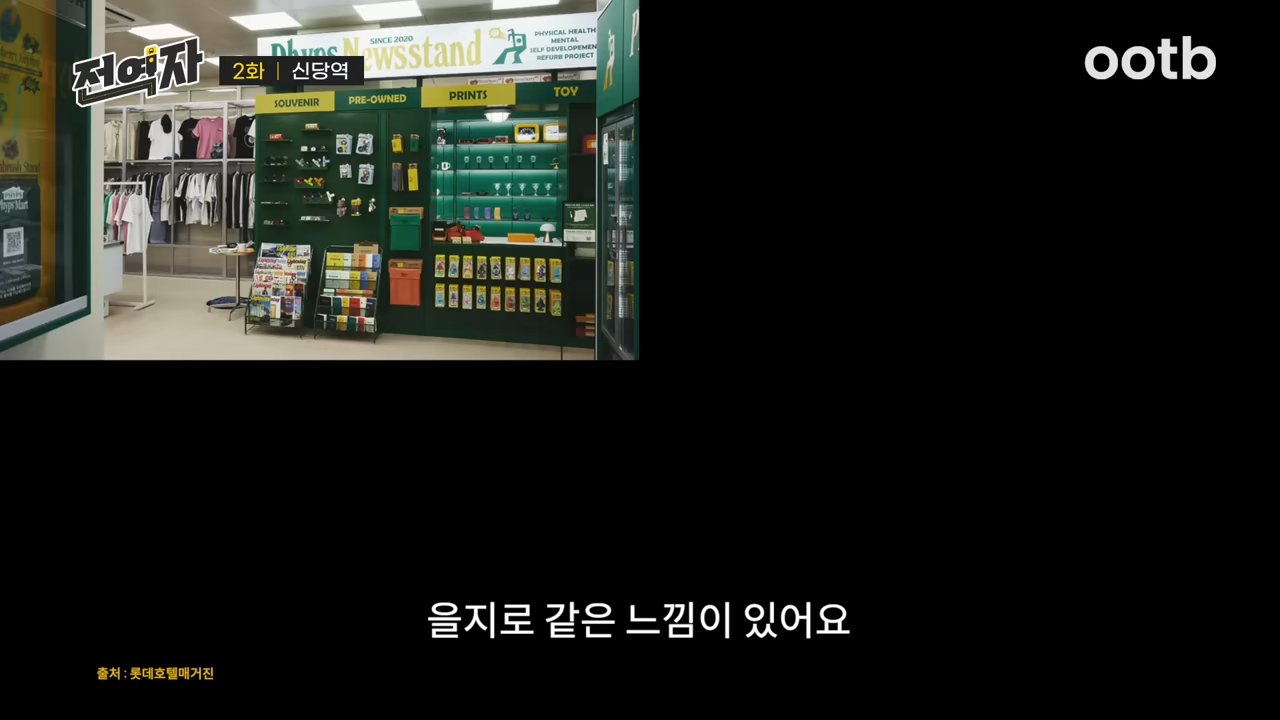 전역자
2화 | 신당역
ootb
SINCE 2020
Phyps Newsstand
PHYSICAL HEALTH
MENTAL
SELF DEVELOPEMENT
REFURB PROJECT
SOUVENIR
PRE-OWNED
PRINTS
TOY
을지로 같은 느낌이 있어요
출처 : 롯데호텔매거진